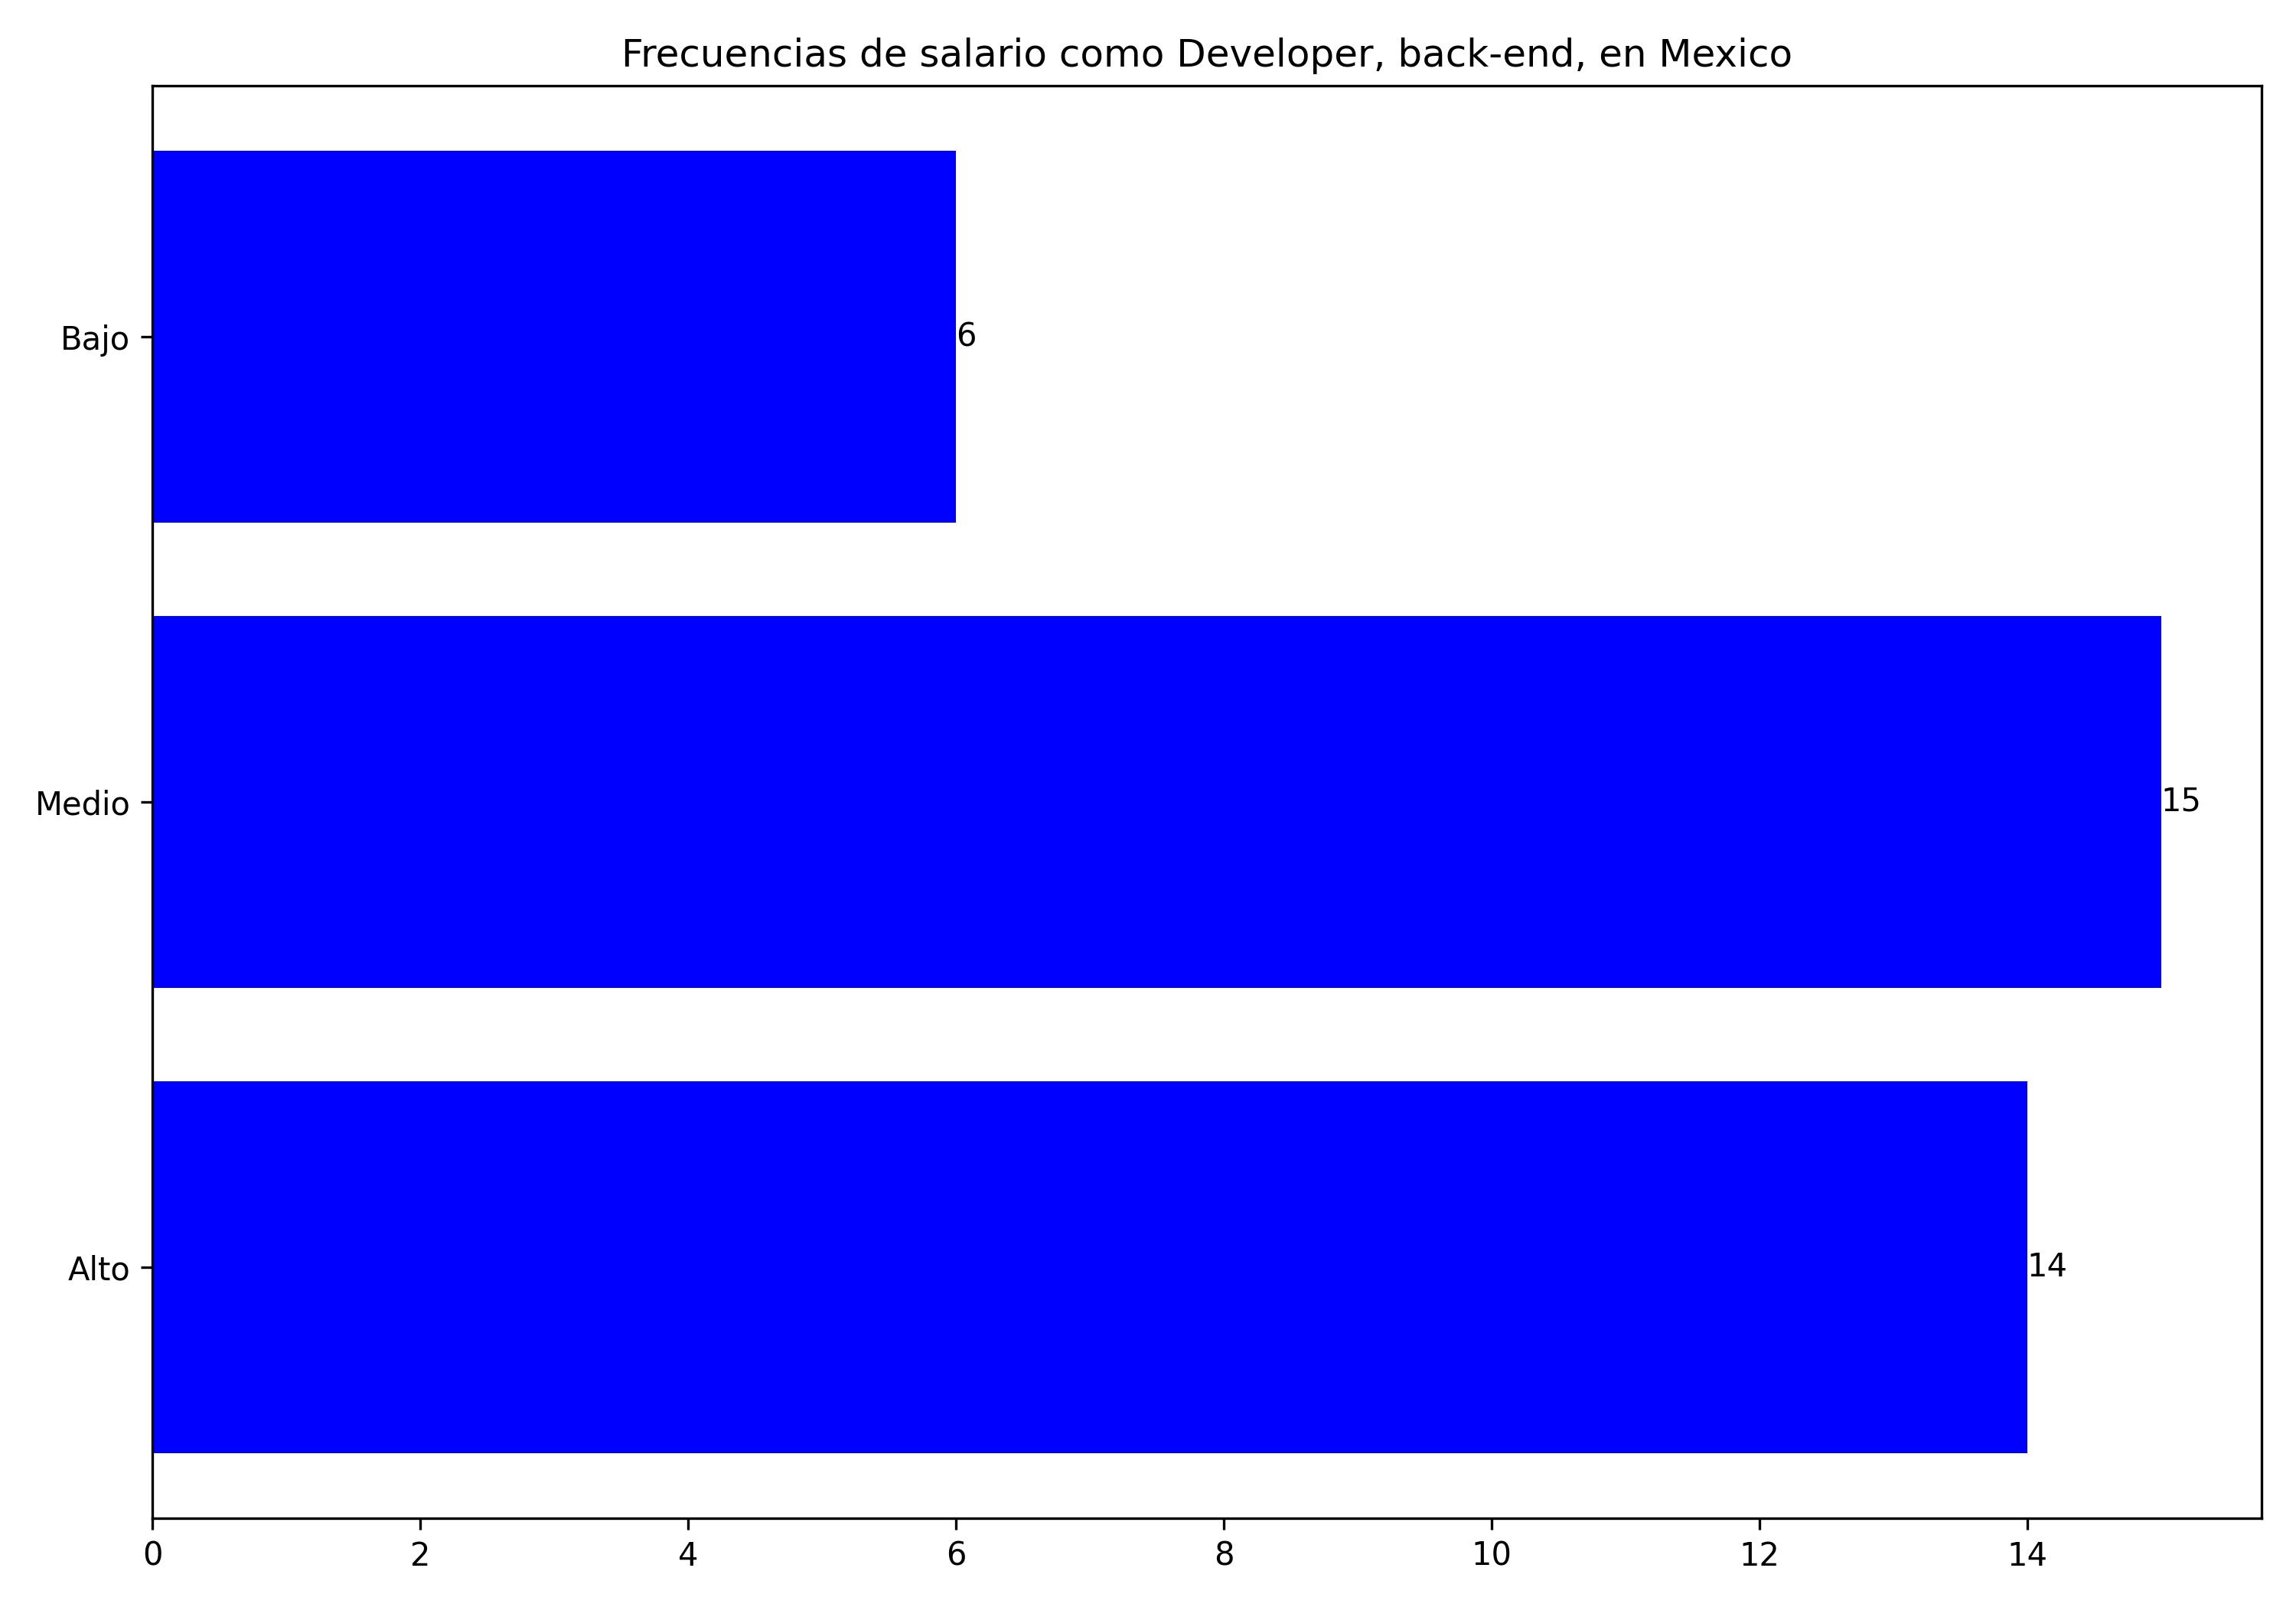 Frecuencias de salario como Developer, back-end, en Mexico
Bajo
6
Medio
15
Alto
14
0 2 4 6 8 10 12 14